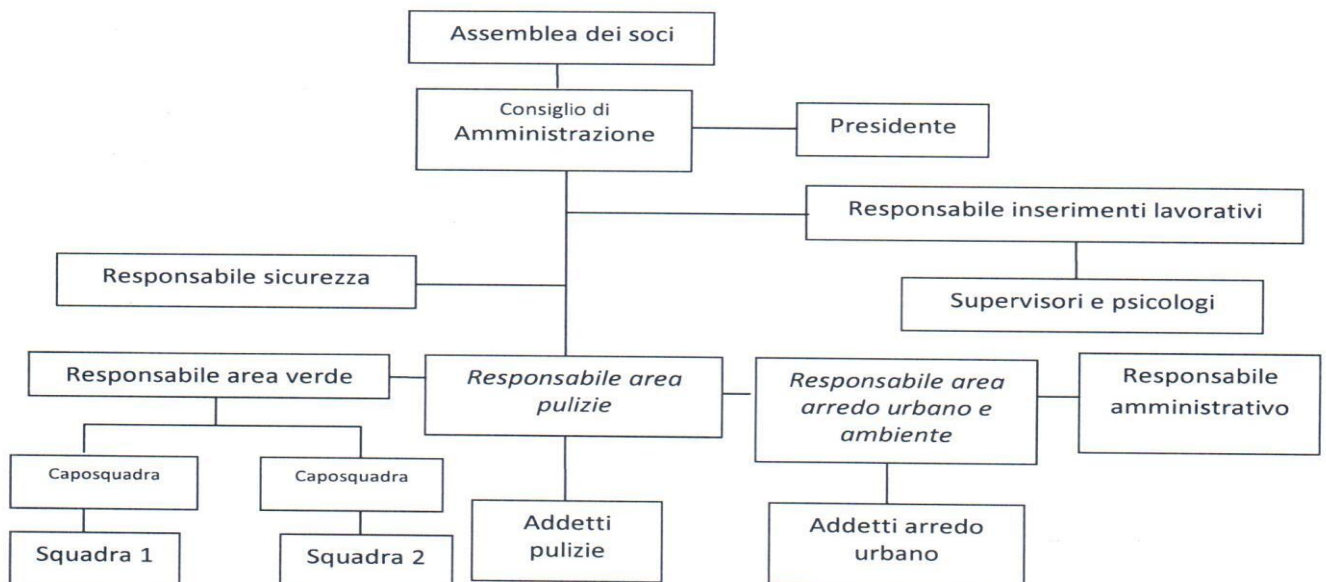 Assemblea dei soci
Consiglio di
Amministrazione
Presidente
Responsabile inserimenti lavorativi
Responsabile sicurezza
Supervisori e psicologi
Responsabile area verde
Responsabile area
pulizie
Responsabile area
arredo urbano e
ambiente
Responsabile
amministrativo
Caposquadra
Caposquadra
Squadra 1
Squadra 2
Addetti
pulizie
Addetti arredo
urbano